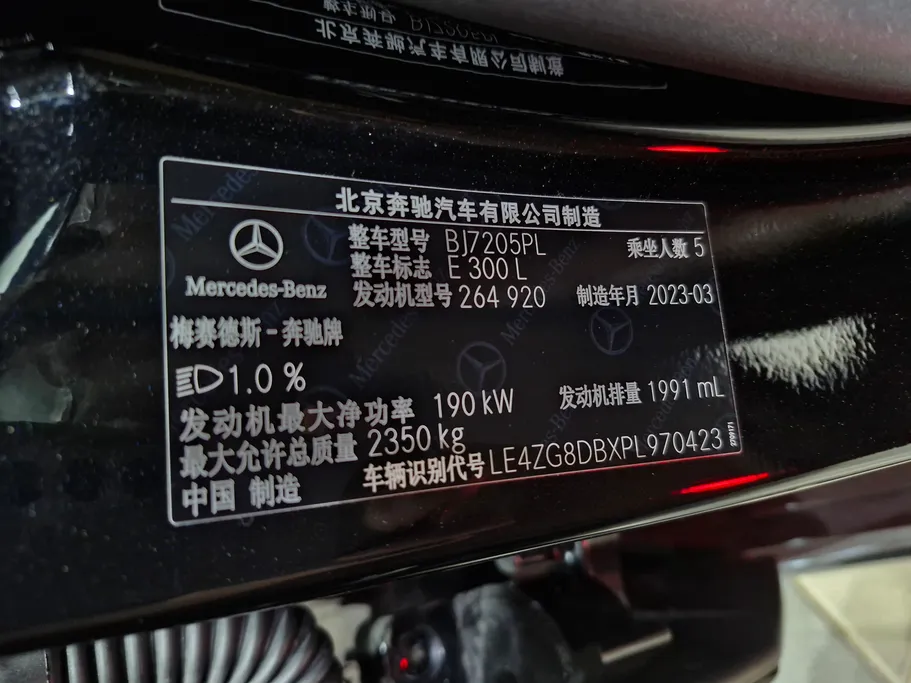 北京奔驰汽车有限公司制造
整车型号 BJ7205PL 乘坐人数 5
整车标志 E 300 L
发动机型号 264 920 制造年月 2023-03
Mercedes-Benz
梅赛德斯-奔驰牌
1.0 %
发动机最大净功率 190 kW 发动机排量 1991 mL
最大允许总质量 2350 kg
车辆识别代号 LE4ZG8DBXPL970423
中国 制造